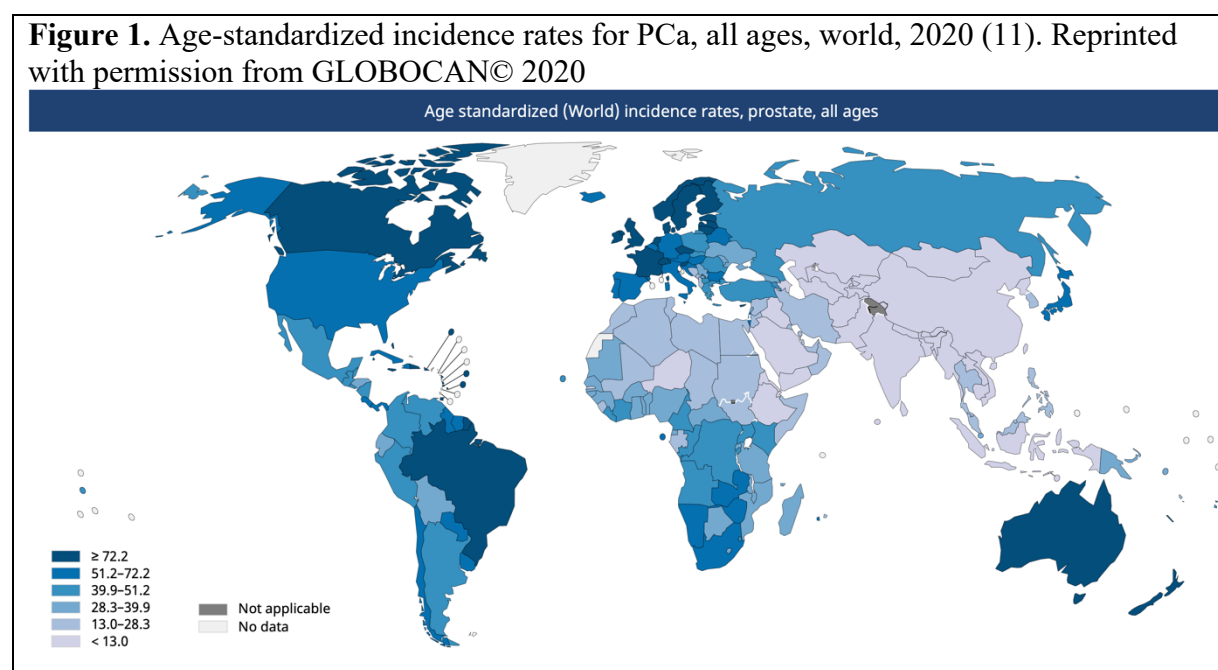 Figure 1. Age-standardized incidence rates for PCa, all ages, world, 2020 (11). Reprinted
with permission from GLOBOCAN© 2020
Age standardized (World) incidence rates, prostate, all ages
≥ 72.2
51.2–72.2
39.9–51.2
28.3–39.9
13.0–28.3
< 13.0
Not applicable
No data